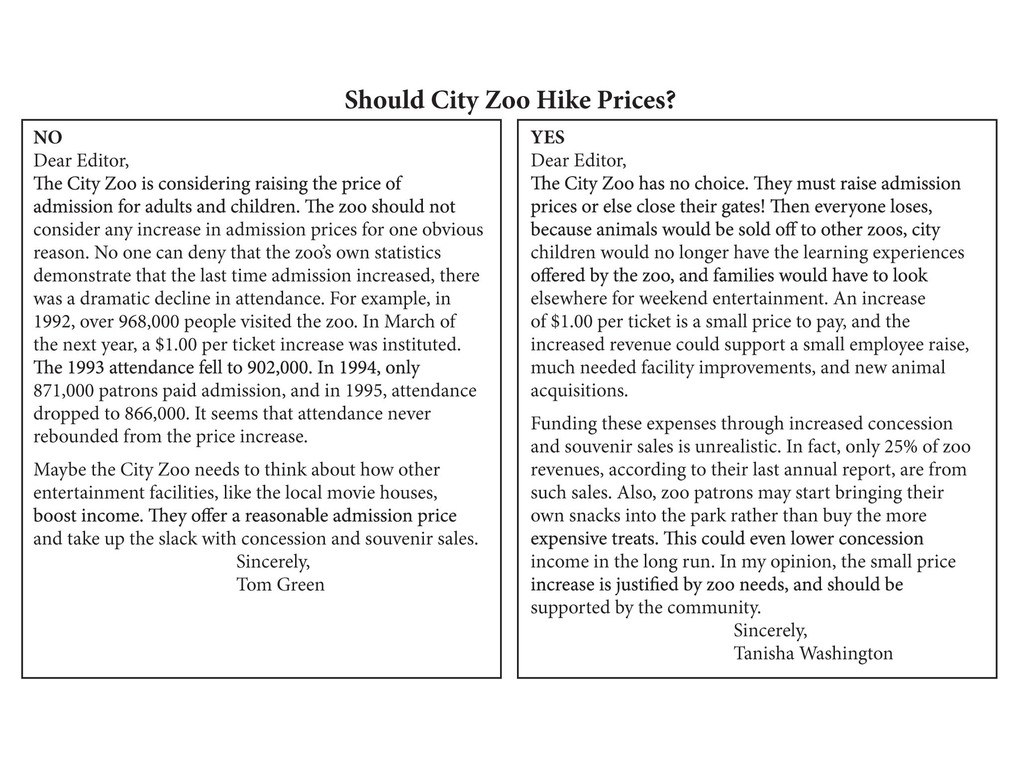 Should City Zoo Hike Prices?
NO
Dear Editor,
The City Zoo is considering raising the price of
admission for adults and children. The zoo should not
consider any increase in admission prices for one obvious
reason. No one can deny that the zoo’s own statistics
demonstrate that the last time admission increased, there
was a dramatic decline in attendance. For example, in
1992, over 968,000 people visited the zoo. In March of
the next year, a $1.00 per ticket increase was instituted.
The 1993 attendance fell to 902,000. In 1994, only
871,000 patrons paid admission, and in 1995, attendance
dropped to 866,000. It seems that attendance never
rebounded from the price increase.
Maybe the City Zoo needs to think about how other
entertainment facilities, like the local movie houses,
boost income. They offer a reasonable admission price
and take up the slack with concession and souvenir sales.
Sincerely,
Tom Green
YES
Dear Editor,
The City Zoo has no choice. They must raise admission
prices or else close their gates! Then everyone loses,
because animals would be sold off to other zoos, city
children would no longer have the learning experiences
offered by the zoo, and families would have to look
elsewhere for weekend entertainment. An increase
of $1.00 per ticket is a small price to pay, and the
increased revenue could support a small employee raise,
much needed facility improvements, and new animal
acquisitions.
Funding these expenses through increased concession
and souvenir sales is unrealistic. In fact, only 25% of zoo
revenues, according to their last annual report, are from
such sales. Also, zoo patrons may start bringing their
own snacks into the park rather than buy the more
expensive treats. This could even lower concession
income in the long run. In my opinion, the small price
increase is justified by zoo needs, and should be
supported by the community.
Sincerely,
Tanisha Washington